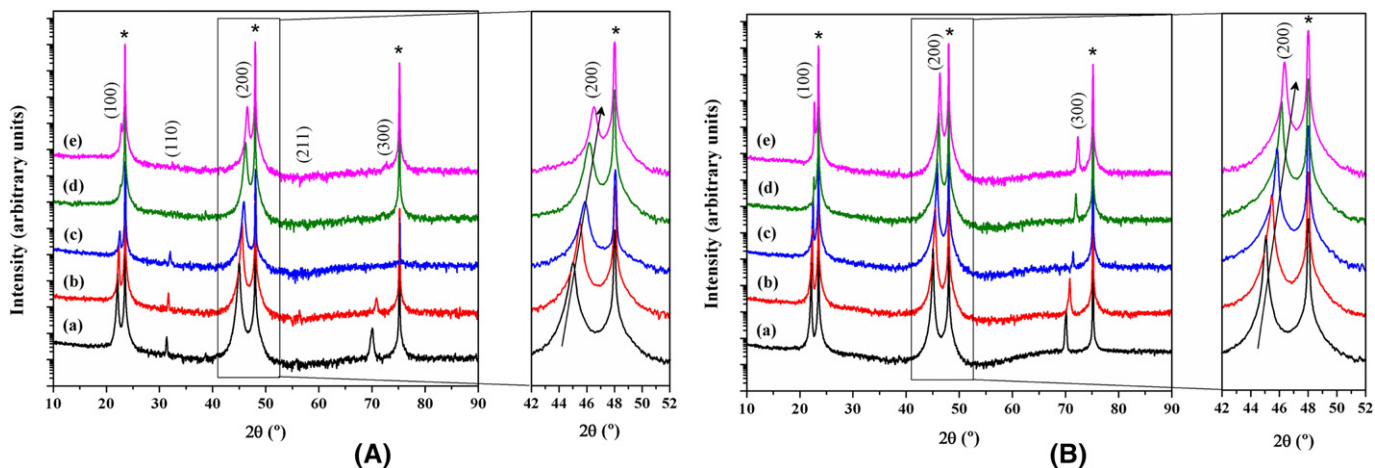 Intensity (arbitrary units)
(100)
*
(110)
(200)
*
(211)
(300)
*
(e)
(d)
(c)
(b)
(a)
10 20 30 40 50 60 70 80 90
2θ (º)
(200)
*
42 44 46 48 50 52
2θ (º)
(A)
Intensity (arbitrary units)
(100)
*
(200)
*
(300)
*
(e)
(d)
(c)
(b)
(a)
10 20 30 40 50 60 70 80 90
2θ (º)
(200)
*
42 44 46 48 50 52
2θ (º)
(B)